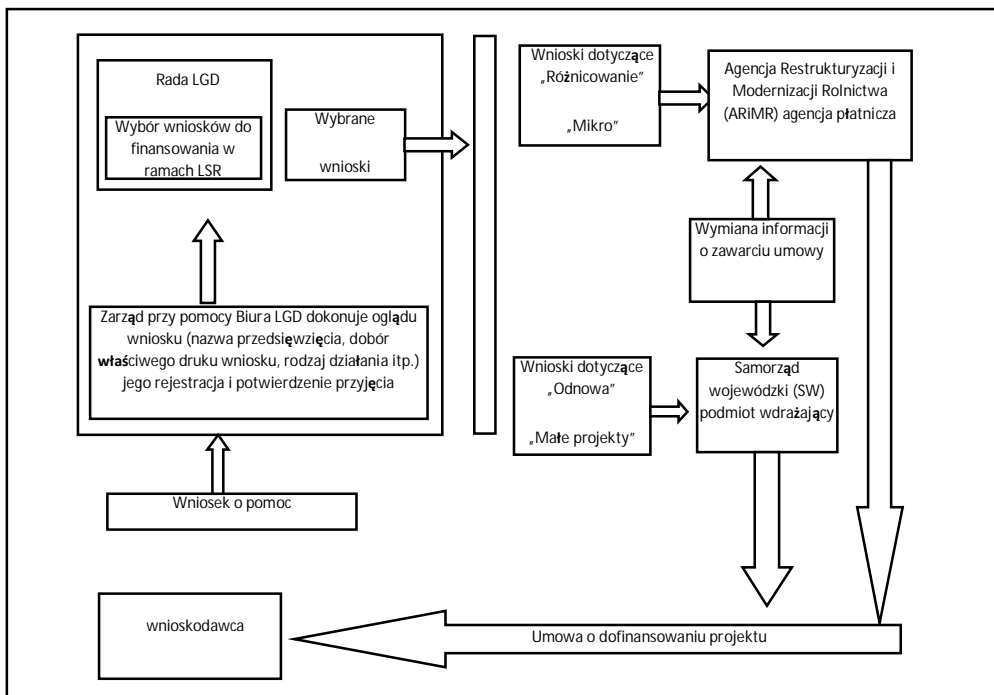 Rada LGD
Wybór wniosków do
finansowania w
ramach LSR
Wybrane
wnioski
Zarząd przy pomocy Biura LGD dokonuje oglądu
wniosku (nazwa przedsięwzięcia, dobór
właściwego druku wniosku, rodzaj działania itp.)
jego rejestracja i potwierdzenie przyjęcia
Wniosek o pomoc
Wnioski dotyczące
„Różnicowanie”
„Mikro”
Agencja Restrukturyzacji i
Modernizacji Rolnictwa
(ARiMR) agencja płatnicza
Wymiana informacji
o zawarciu umowy
Wnioski dotyczące
„Odnowa”
„Małe projekty”
Samorząd
wojewódzki (SW)
podmiot wdrażający
wnioskodawca
Umowa o dofinansowaniu projektu